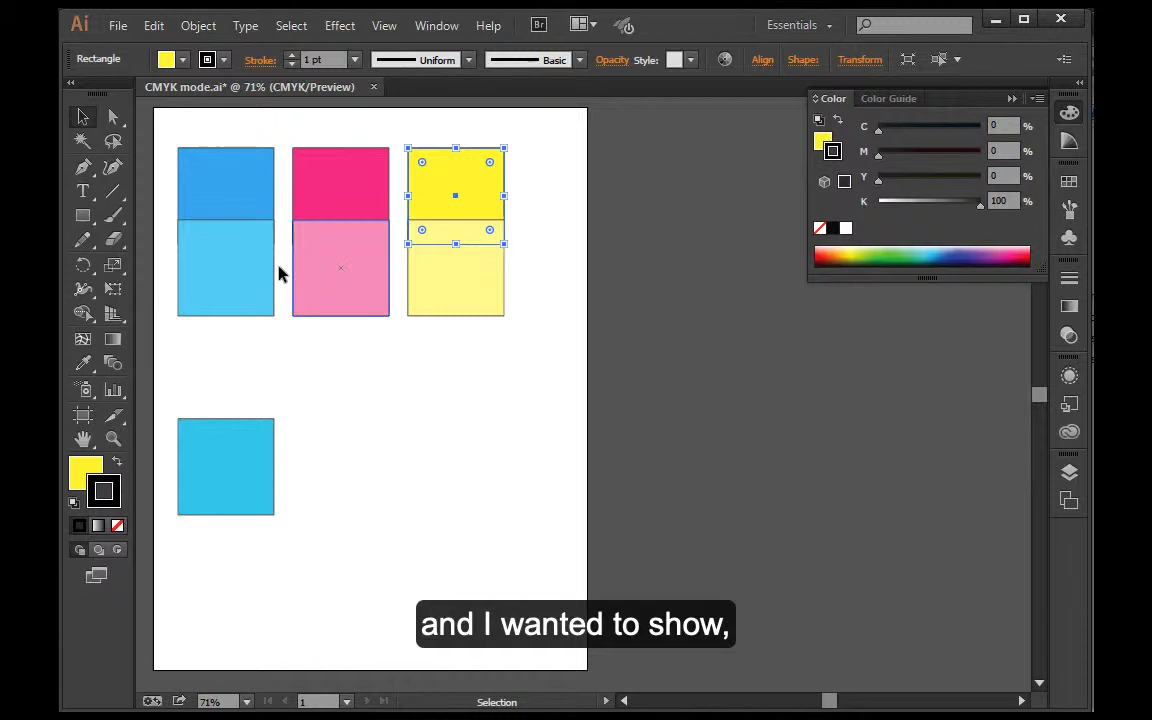 Ai File Edit Object Type Select Effect View Window Help Br Essentials
Rectangle Stroke: 1 pt Uniform Basic Opacity Style: Align Shape: Transform
CMYK mode.ai* @ 71% (CMYK/Preview)
Color Color Guide
C 0 %
M 0 %
Y 0 %
K 100 %
T
and I wanted to show,
71% 1 Selection